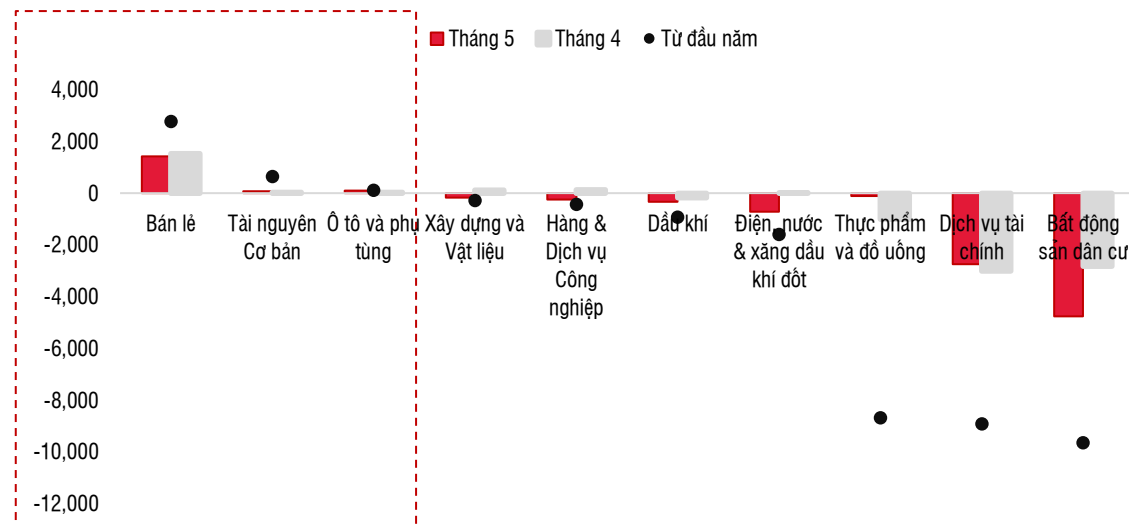 Tháng 5 Tháng 4 Từ đầu năm
4,000
2,000
0
-2,000
-4,000
-6,000
-8,000
-10,000
-12,000
Bán lẻ
Tài nguyên
Cơ bản
Ô tô và phụ
tùng
Xây dựng và
Vật liệu
Hàng &
Dịch vụ
Công
nghiệp
Dầu khí
Điện, nước
& xăng dầu
khí đốt
Thực phẩm
và đồ uống
Dịch vụ tài
chính
Bất động
sản dân cư